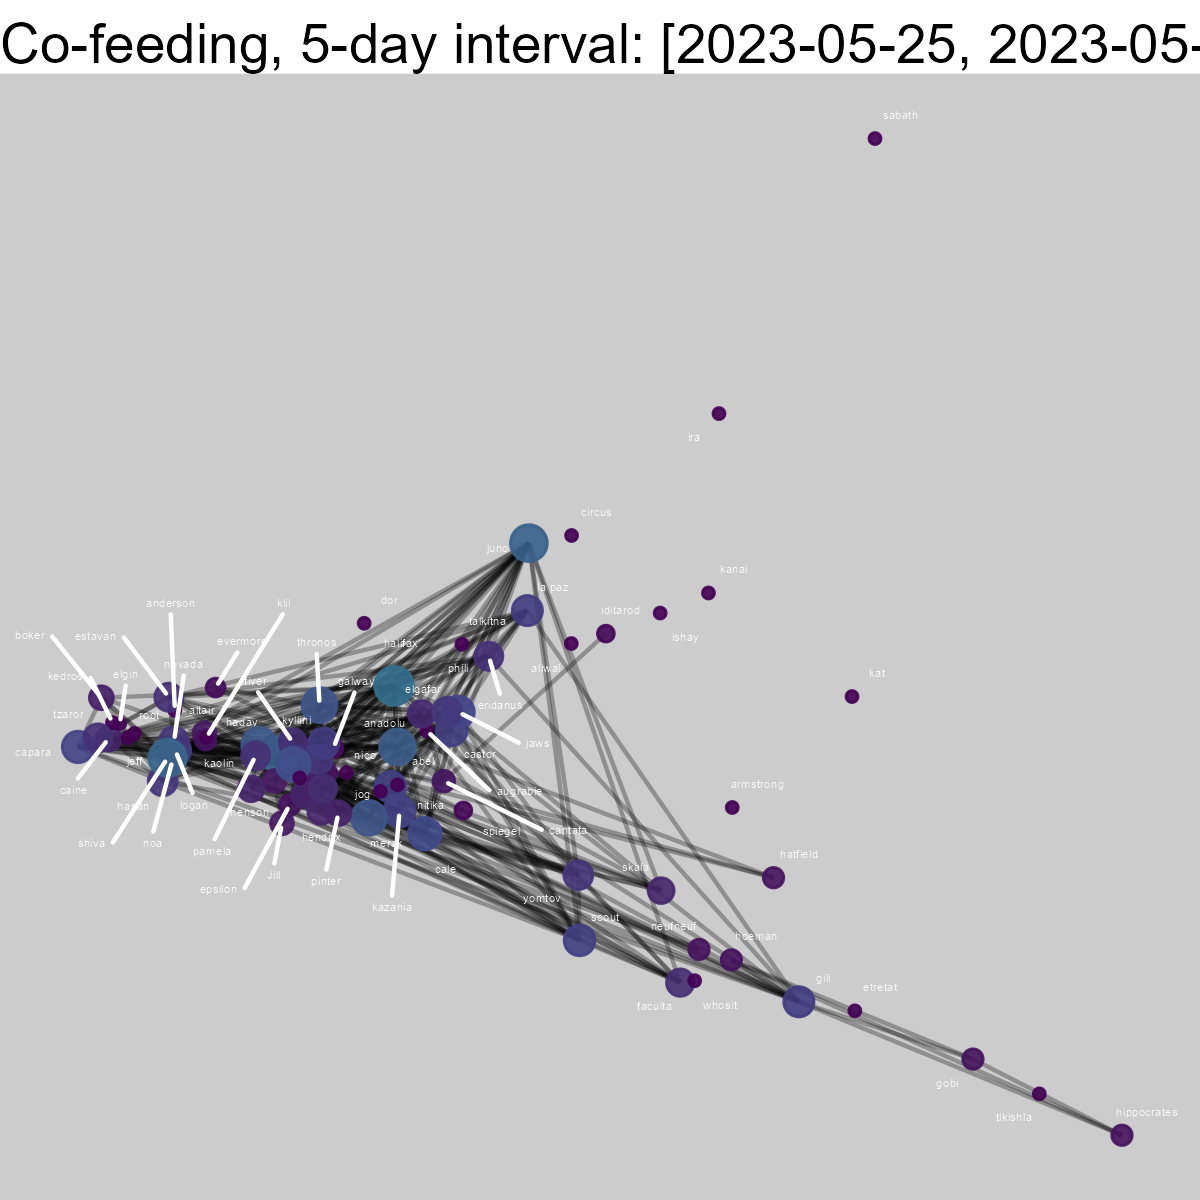 Co-feeding, 5-day interval: [2023-05-25, 2023-05-
sabath
ira
circus
juno
kanai
la paz
anderson
klil
dor
iditarod
talkitna
ishay
boker
estavan
evermore
thronos
halifax
nevada
phili
aliwal
kat
kedros
elgin
fiver
galway
elgafar
eridanus
tzaror
root
altair
hadav
kyllini
anadolu
jaws
capara
jeff
kaolin
nico
abel
castor
caine
jog
augrabie
armstrong
hasan
logan
henson
nitika
spiegel
cantata
shiva
noa
pamela
hendrix
merak
hatfield
epsilon
Jill
pinter
cale
skala
kazania
yomtov
scout
neufneuf
hoeman
gili
etretat
faculta
whosit
gobi
tikishla
hippocrates